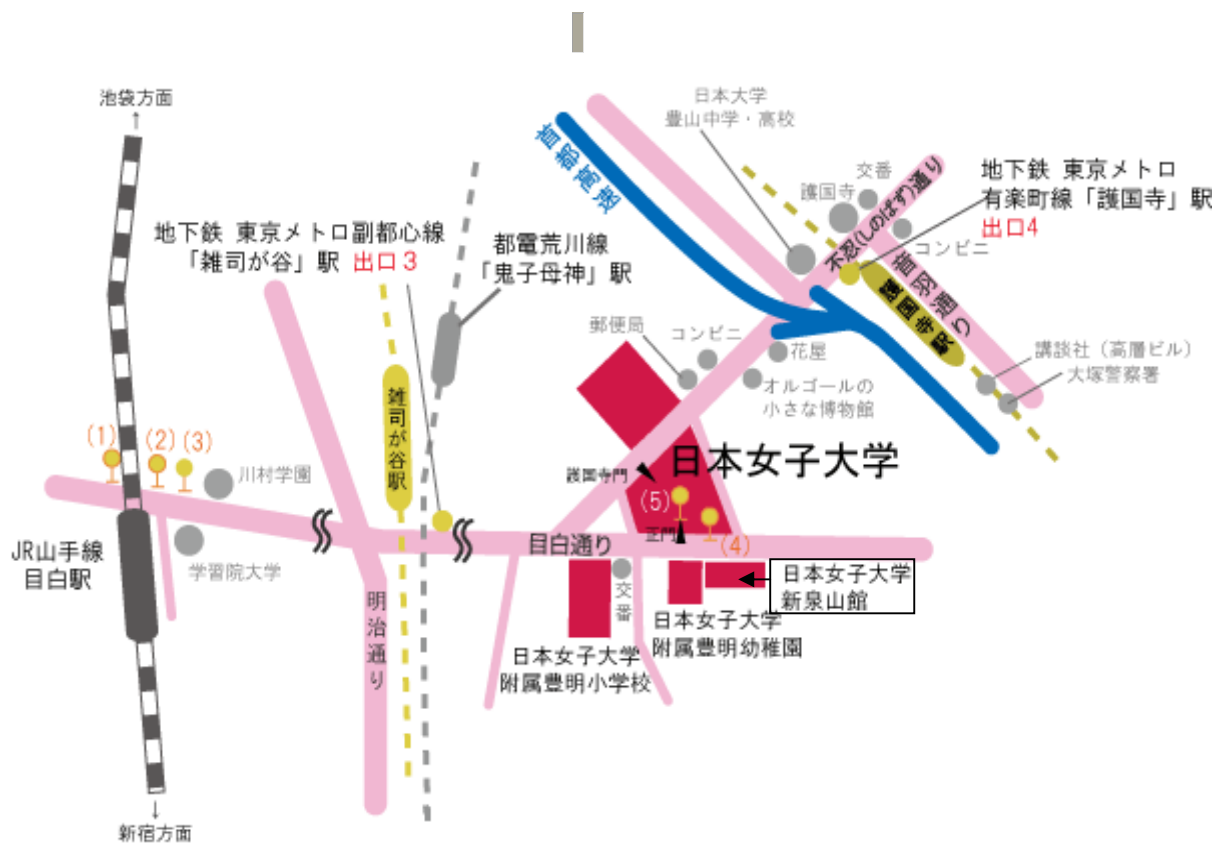 池袋方面
↑
日本大学
豊山中学・高校
首都高速
交番
護国寺
不忍(しのばず)通り
地下鉄 東京メトロ
有楽町線「護国寺」駅
出口4
コンビニ
音羽通り
護国寺駅
地下鉄 東京メトロ副都心線
「雑司が谷」駅 出口3
都電荒川線
「鬼子母神」駅
郵便局
コンビニ
花屋
オルゴールの
小さな博物館
講談社(高層ビル)
大塚警察署
雑司が谷駅
(1)
(2)
(3)
川村学園
護国寺門
日本女子大学
(5)
正門
(4)
目白通り
JR山手線
目白駅
学習院大学
明治通り
交番
日本女子大学
新泉山館
日本女子大学
附属豊明幼稚園
日本女子大学
附属豊明小学校
↓
新宿方面